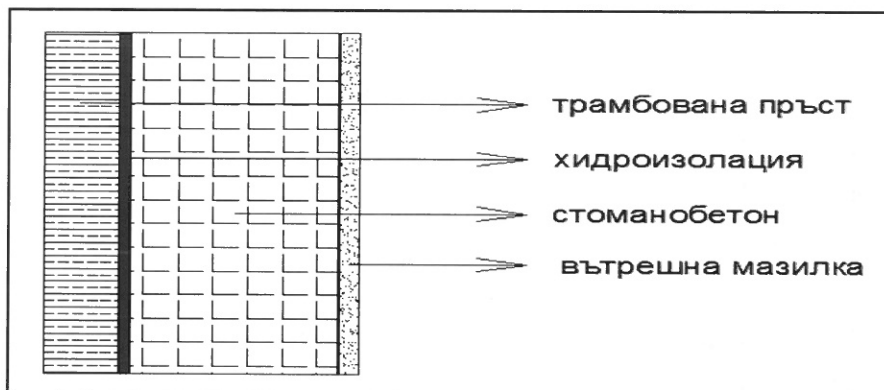 трамбована пръст
хидроизолация
стоманобетон
вътрешна мазилка